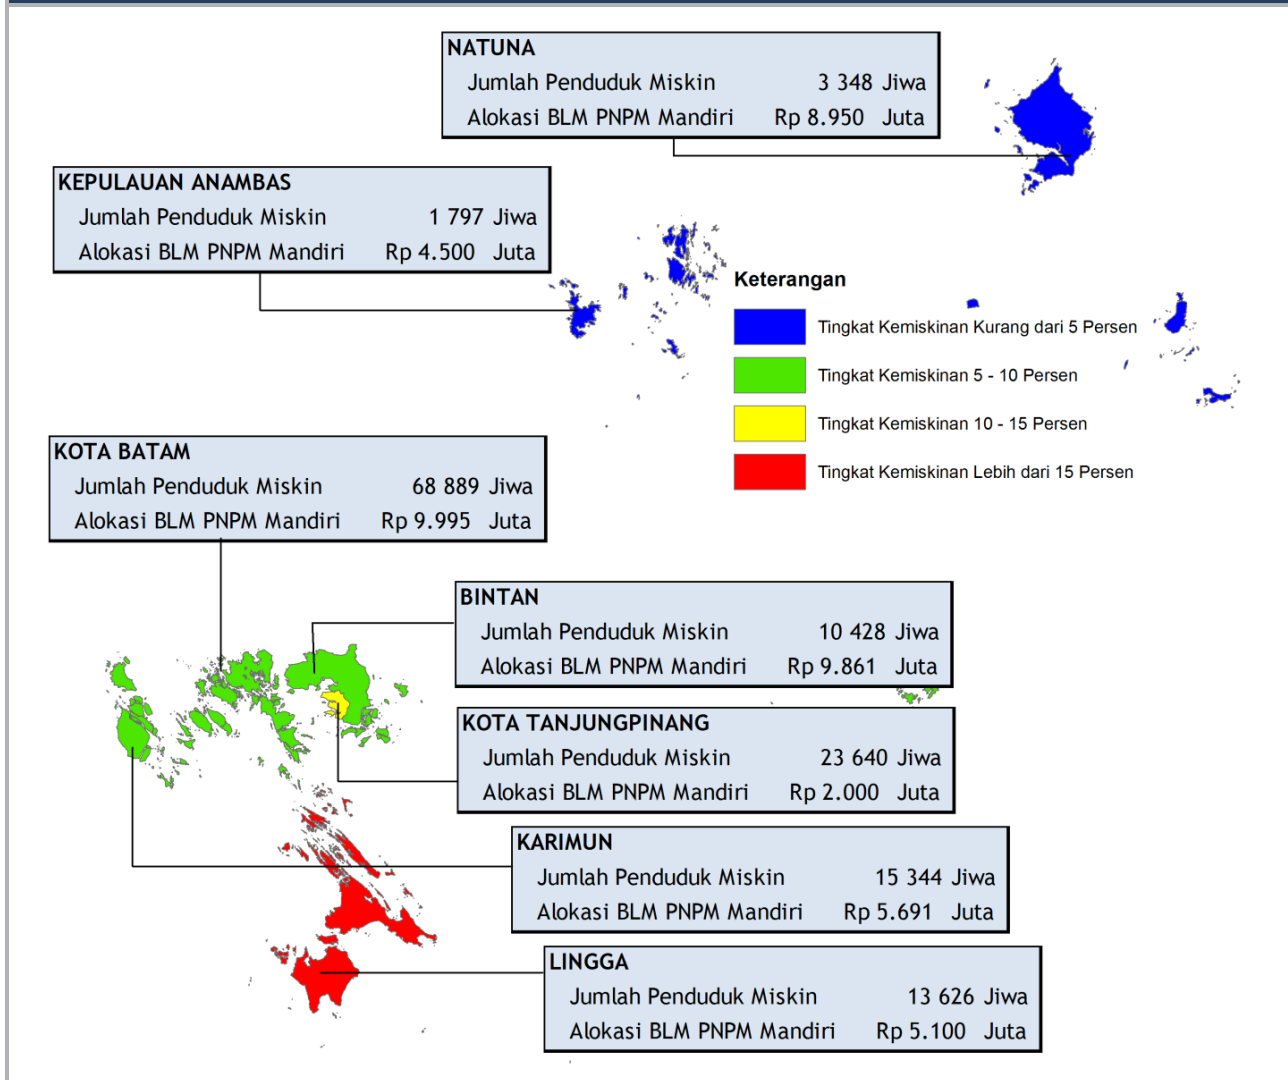 NATUNA
Jumlah Penduduk Miskin 3 348 Jiwa
Alokasi BLM PNPM Mandiri Rp 8.950 Juta
KEPULAUAN ANAMBAS
Jumlah Penduduk Miskin 1 797 Jiwa
Alokasi BLM PNPM Mandiri Rp 4.500 Juta
Keterangan
Tingkat Kemiskinan Kurang dari 5 Persen
Tingkat Kemiskinan 5 - 10 Persen
Tingkat Kemiskinan 10 - 15 Persen
Tingkat Kemiskinan Lebih dari 15 Persen
KOTA BATAM
Jumlah Penduduk Miskin 68 889 Jiwa
Alokasi BLM PNPM Mandiri Rp 9.995 Juta
BINTAN
Jumlah Penduduk Miskin 10 428 Jiwa
Alokasi BLM PNPM Mandiri Rp 9.861 Juta
KOTA TANJUNGPINANG
Jumlah Penduduk Miskin 23 640 Jiwa
Alokasi BLM PNPM Mandiri Rp 2.000 Juta
KARIMUN
Jumlah Penduduk Miskin 15 344 Jiwa
Alokasi BLM PNPM Mandiri Rp 5.691 Juta
LINGGA
Jumlah Penduduk Miskin 13 626 Jiwa
Alokasi BLM PNPM Mandiri Rp 5.100 Juta